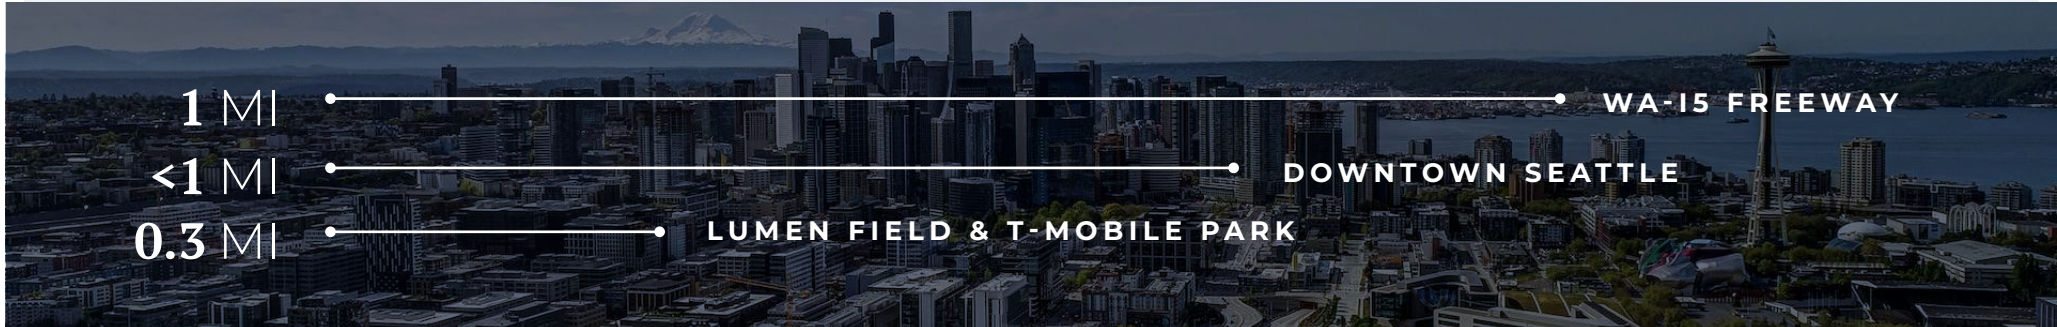 1 MI WA-I5 FREEWAY
<1 MI DOWNTOWN SEATTLE
0.3 MI LUMEN FIELD & T-MOBILE PARK